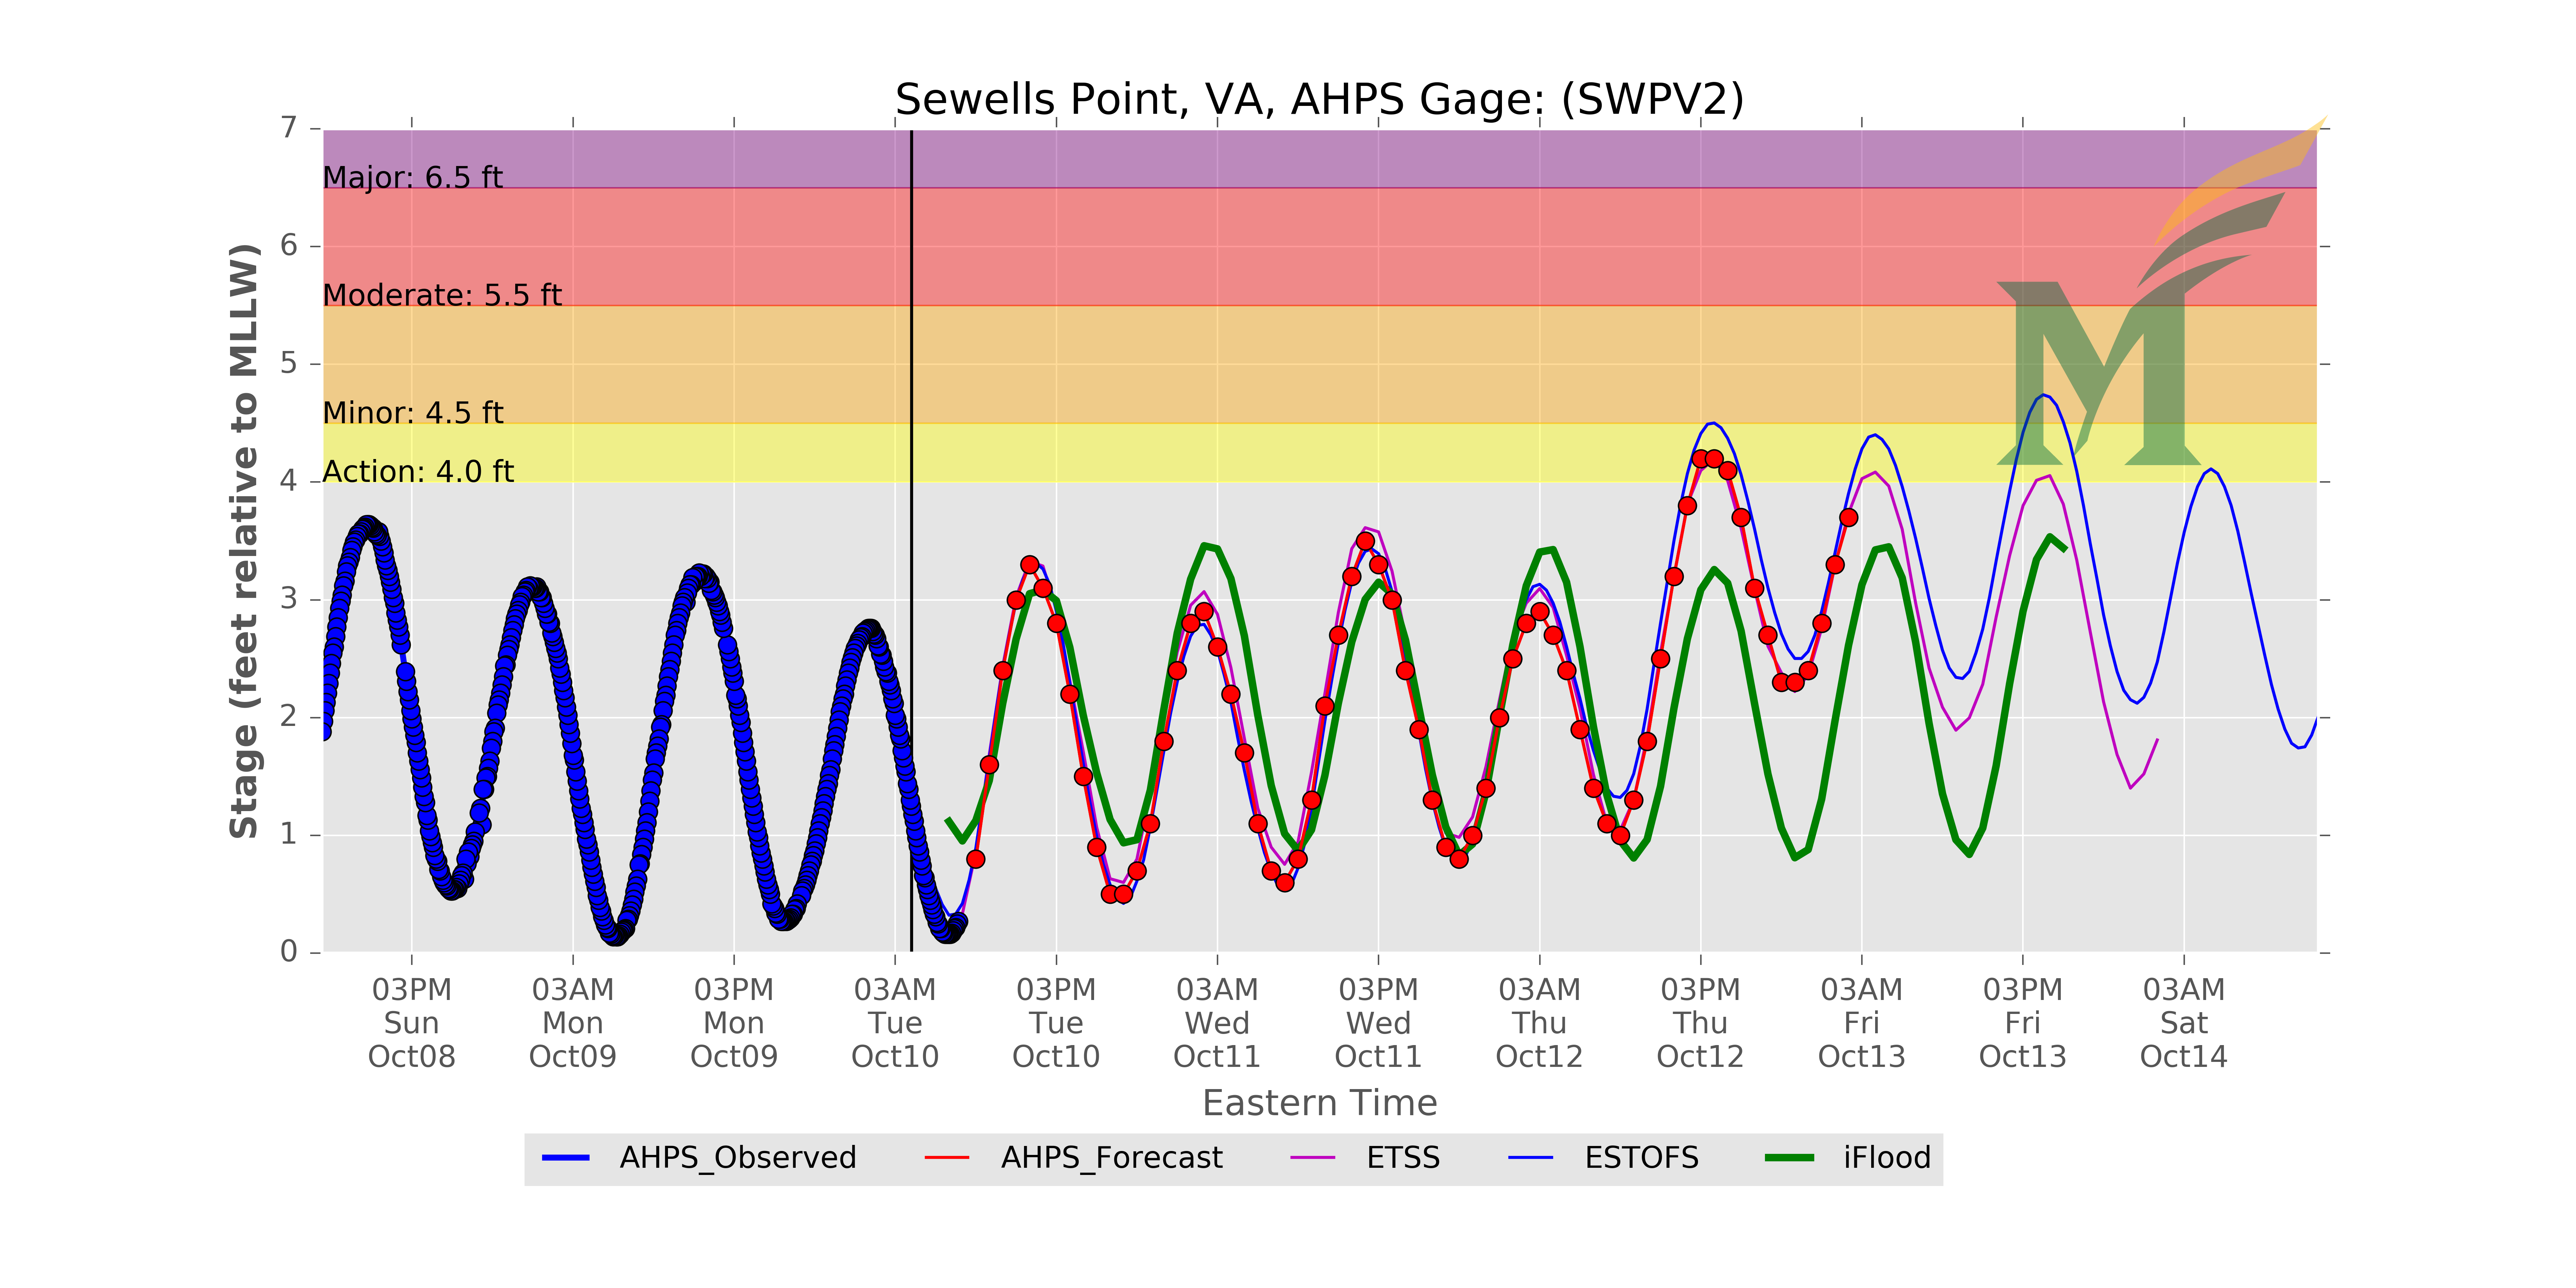 Sewells Point, VA, AHPS Gage: (SWPV2)
7
Major: 6.5 ft
6
Moderate: 5.5 ft
5
Minor: 4.5 ft
Action: 4.0 ft
4
3
2
1
0
Stage (feet relative to MLLW)
03PM 03AM 03PM 03AM 03PM 03AM 03PM 03AM 03PM 03AM 03PM 03AM
Sun Mon Mon Tue Tue Wed Wed Thu Thu Fri Fri Sat
Oct08 Oct09 Oct09 Oct10 Oct10 Oct11 Oct11 Oct12 Oct12 Oct13 Oct13 Oct14
Eastern Time
AHPS_Observed AHPS_Forecast ETSS ESTOFS iFlood